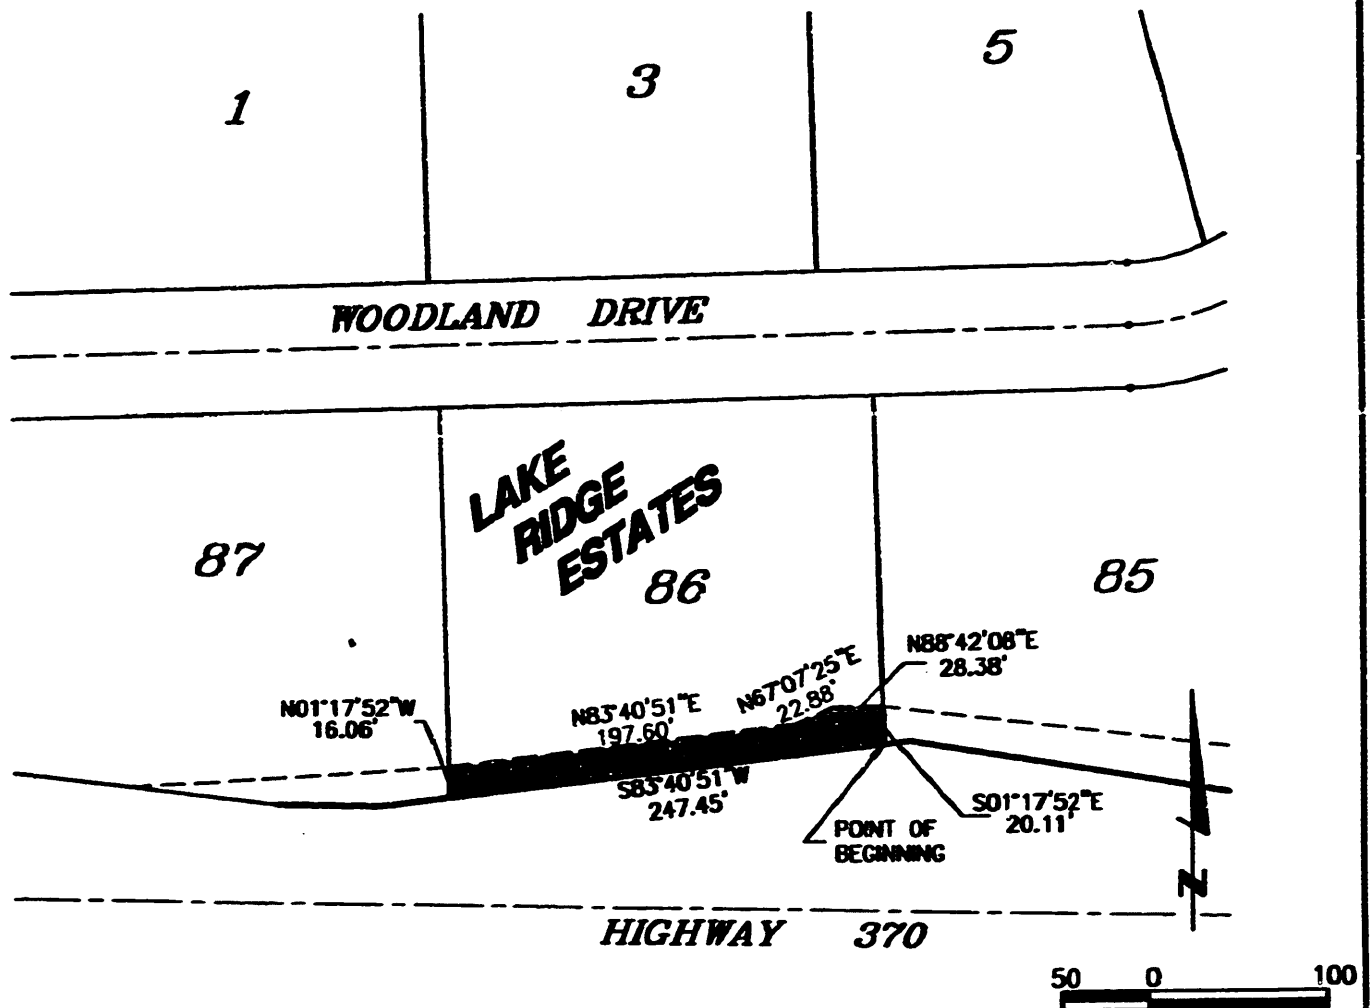 1
3
5
WOODLAND DRIVE
LAKE
RIDGE
ESTATES
87
86
85
N01°17'52"W
16.06'
N83°40'51"E
197.60'
N67°07'25"E
22.88'
N88°42'08"E
28.38'
S83°40'51"W
247.45'
S01°17'52"E
20.11'
POINT OF
BEGINNING
N
HIGHWAY 370
50 0 100